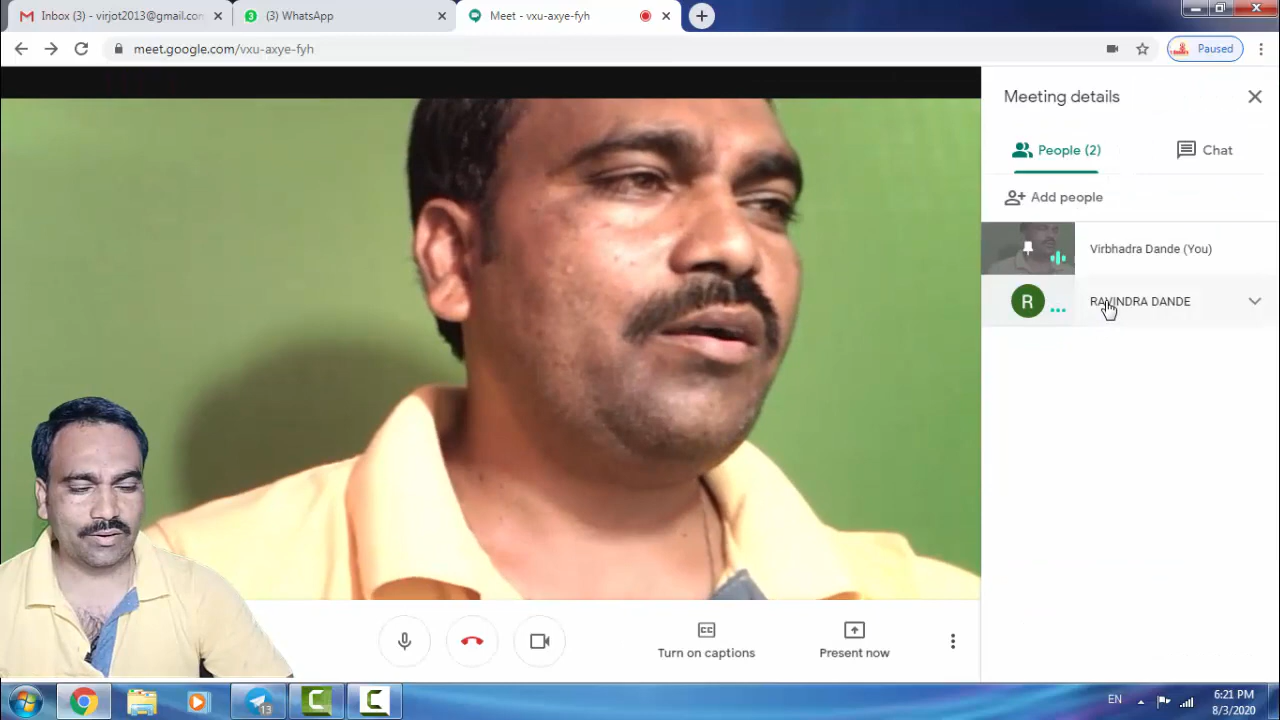 Inbox (3) - virjot2013@gmail.com
(3) WhatsApp
Meet - vxu-axye-fyh
meet.google.com/vxu-axye-fyh
Paused
Meeting details
People (2)
Chat
Add people
Virbhadra Dande (You)
R
RAVINDRA DANDE
CC
Turn on captions
Present now
13
EN
6:21 PM
8/3/2020